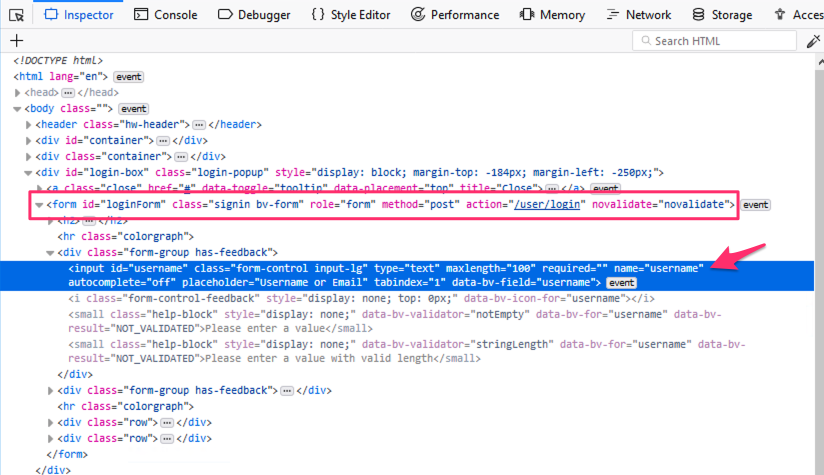 Inspector Console Debugger {} Style Editor Performance Memory Network Storage Acces
+ Search HTML
<!DOCTYPE html>
<html lang="en"> event
<head> ... </head>
<body class=""> event
<header class="hw-header"> ... </header>
<div id="container"> ... </div>
<div class="container"> ... </div>
<div id="login-box" class="login-popup" style="display: block; margin-top: -184px; margin-left: -250px;">
<a class="close" href="#" data-toggle="tooltip" data-placement="top" title="Close"> ... </a> event
<form id="loginForm" class="signin bv-form" role="form" method="post" action="/user/login" novalidate="novalidate"> event
<h2> ... </h2>
<hr class="colorgraph">
<div class="form-group has-feedback">
<input id="username" class="form-control input-lg" type="text" maxlength="100" required="" name="username"
autocomplete="off" placeholder="Username or Email" tabindex="1" data-bv-field="username"> event
<i class="form-control-feedback" style="display: none; top: 0px;" data-bv-icon-for="username"></i>
<small class="help-block" style="display: none;" data-bv-validator="notEmpty" data-bv-for="username" data-bv-
result="NOT_VALIDATED">Please enter a value</small>
<small class="help-block" style="display: none;" data-bv-validator="stringLength" data-bv-for="username" data-bv-
result="NOT_VALIDATED">Please enter a value with valid length</small>
</div>
<div class="form-group has-feedback"> ... </div>
<hr class="colorgraph">
<div class="row"> ... </div>
<div class="row"> ... </div>
</form>
</div>